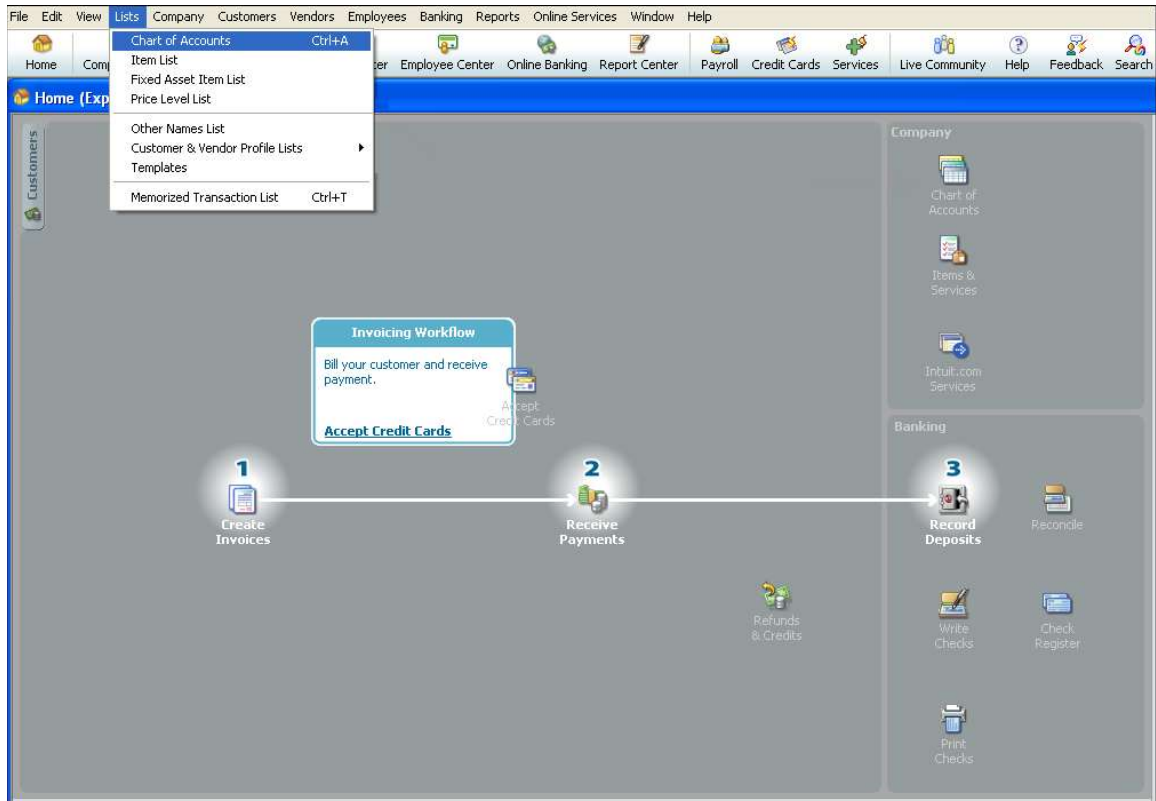 File Edit View Lists Company Customers Vendors Employees Banking Reports Online Services Window Help
Home Employee Center Online Banking Report Center Payroll Credit Cards Services Live Community Help Feedback Search
Chart of Accounts Ctrl+A
Item List
Fixed Asset Item List
Price Level List
Other Names List
Customer & Vendor Profile Lists
Templates
Memorized Transaction List Ctrl+T
Home (Exp
Customers
Invoicing Workflow
Bill your customer and receive
payment.
Accept Credit Cards
Accept
Credit Cards
1
Create
Invoices
2
Receive
Payments
Refunds
& Credits
Company
Chart of
Accounts
Items &
Services
Intuit.com
Services
Banking
3
Record
Deposits
Reconcile
Write
Checks
Check
Register
Print
Checks